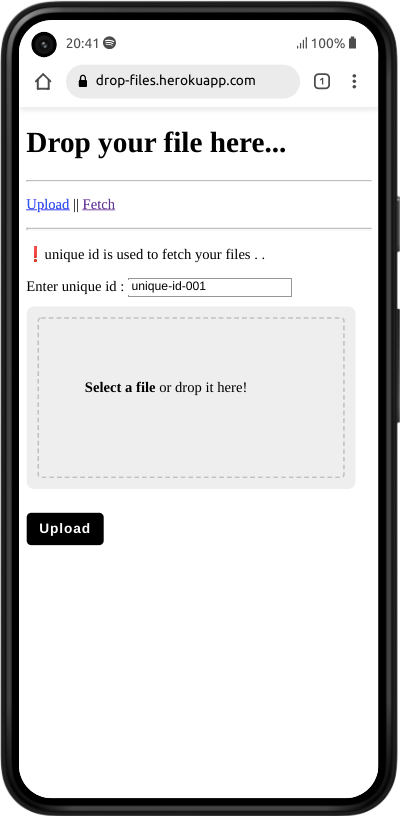 20:41 100%
drop-files.herokuapp.com 1
Drop your file here...
Upload || Fetch
❗unique id is used to fetch your files . .
Enter unique id : unique-id-001
Select a file or drop it here!
Upload